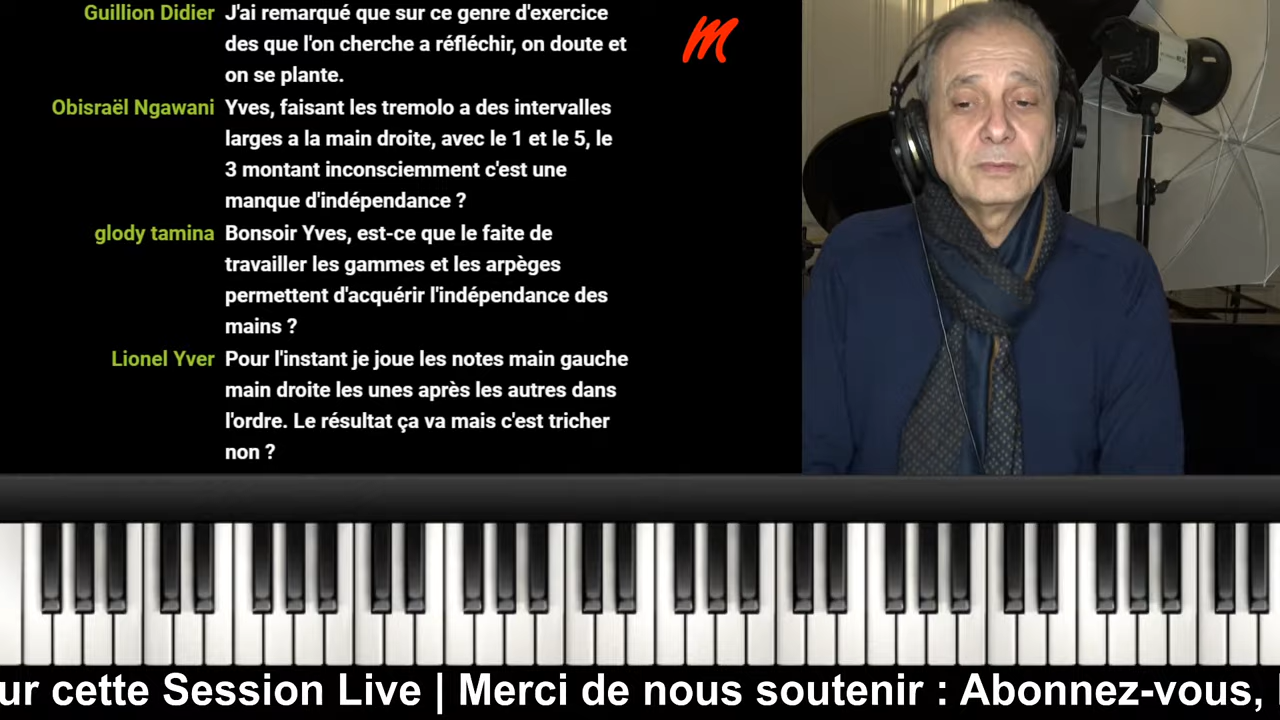 Guillion Didier J'ai remarqué que sur ce genre d'exercice
des que l'on cherche a réfléchir, on doute et
on se plante.
Obisraël Ngawani Yves, faisant les tremolo a des intervalles
larges a la main droite, avec le 1 et le 5, le
3 montant inconsciemment c'est une
manque d'indépendance ?
glody tamina Bonsoir Yves, est-ce que le faite de
travailler les gammes et les arpèges
permettent d'acquérir l'indépendance des
mains ?
Lionel Yver Pour l'instant je joue les notes main gauche
main droite les unes après les autres dans
l'ordre. Le résultat ça va mais c'est tricher
non ?
m
ur cette Session Live | Merci de nous soutenir : Abonnez-vous,